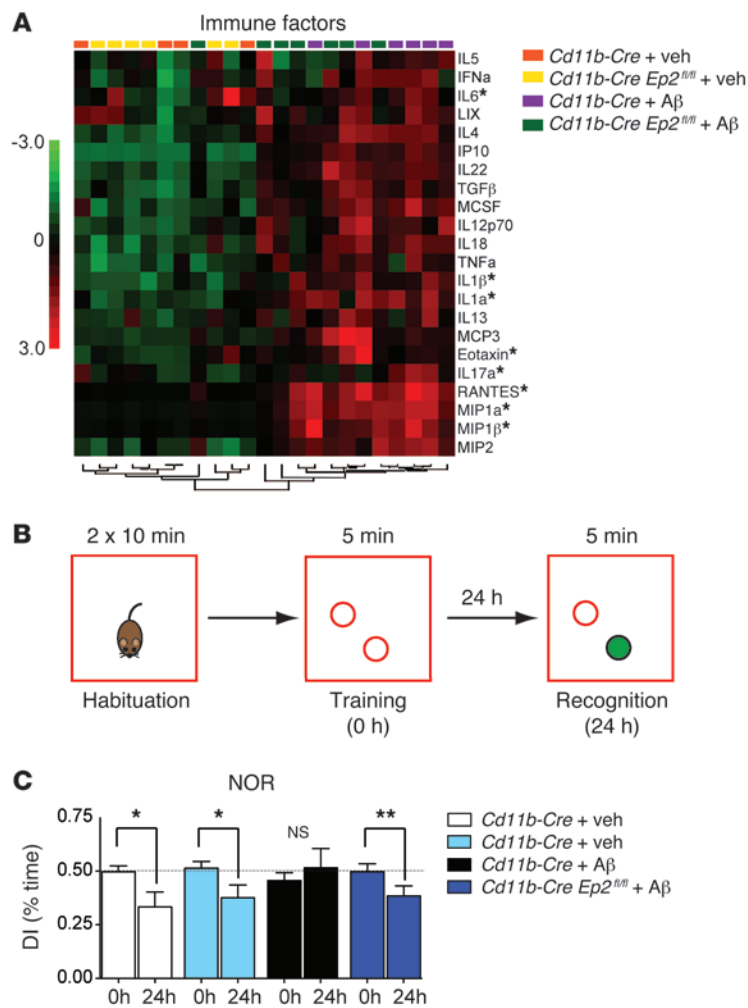 A
Immune factors
IL5
IFNa
IL6*
LIX
IL4
IP10
IL22
TGFβ
MCSF
IL12p70
IL18
TNFa
IL1β*
IL1a*
IL13
MCP3
Eotaxin*
IL17a*
RANTES*
MIP1a*
MIP1β*
MIP2
-3.0
0
3.0
Cd11b-Cre + veh
Cd11b-Cre Ep2fl/fl + veh
Cd11b-Cre + Aβ
Cd11b-Cre Ep2fl/fl + Aβ
B
2 x 10 min
5 min
5 min
24 h
Habituation
Training
(0 h)
Recognition
(24 h)
C
NOR
DI (% time)
0.75
0.50
0.25
0.00
*
*
NS
**
0h 24h 0h 24h 0h 24h 0h 24h
Cd11b-Cre + veh
Cd11b-Cre + veh
Cd11b-Cre + Aβ
Cd11b-Cre Ep2fl/fl + Aβ